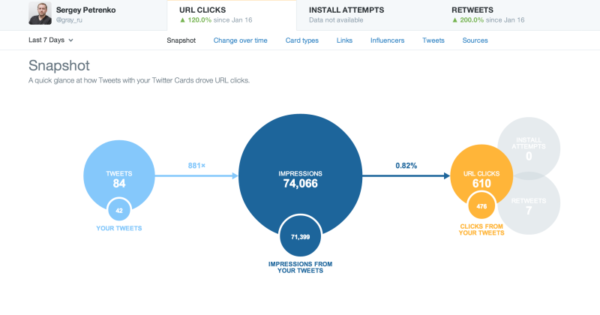 Sergey Petrenko
@gray_ru
URL CLICKS
▲ 120.0% since Jan 16
INSTALL ATTEMPTS
Data not available
RETWEETS
▲ 200.0% since Jan 16
Last 7 Days
Snapshot
Change over time
Card types
Links
Influencers
Tweets
Sources
Snapshot
A quick glance at how Tweets with your Twitter Cards drove URL clicks.
TWEETS
84
42
YOUR TWEETS
881×
IMPRESSIONS
74,066
71,399
IMPRESSIONS FROM
YOUR TWEETS
0.82%
URL CLICKS
610
476
CLICKS FROM
YOUR TWEETS
INSTALL
ATTEMPTS
0
RETWEETS
7